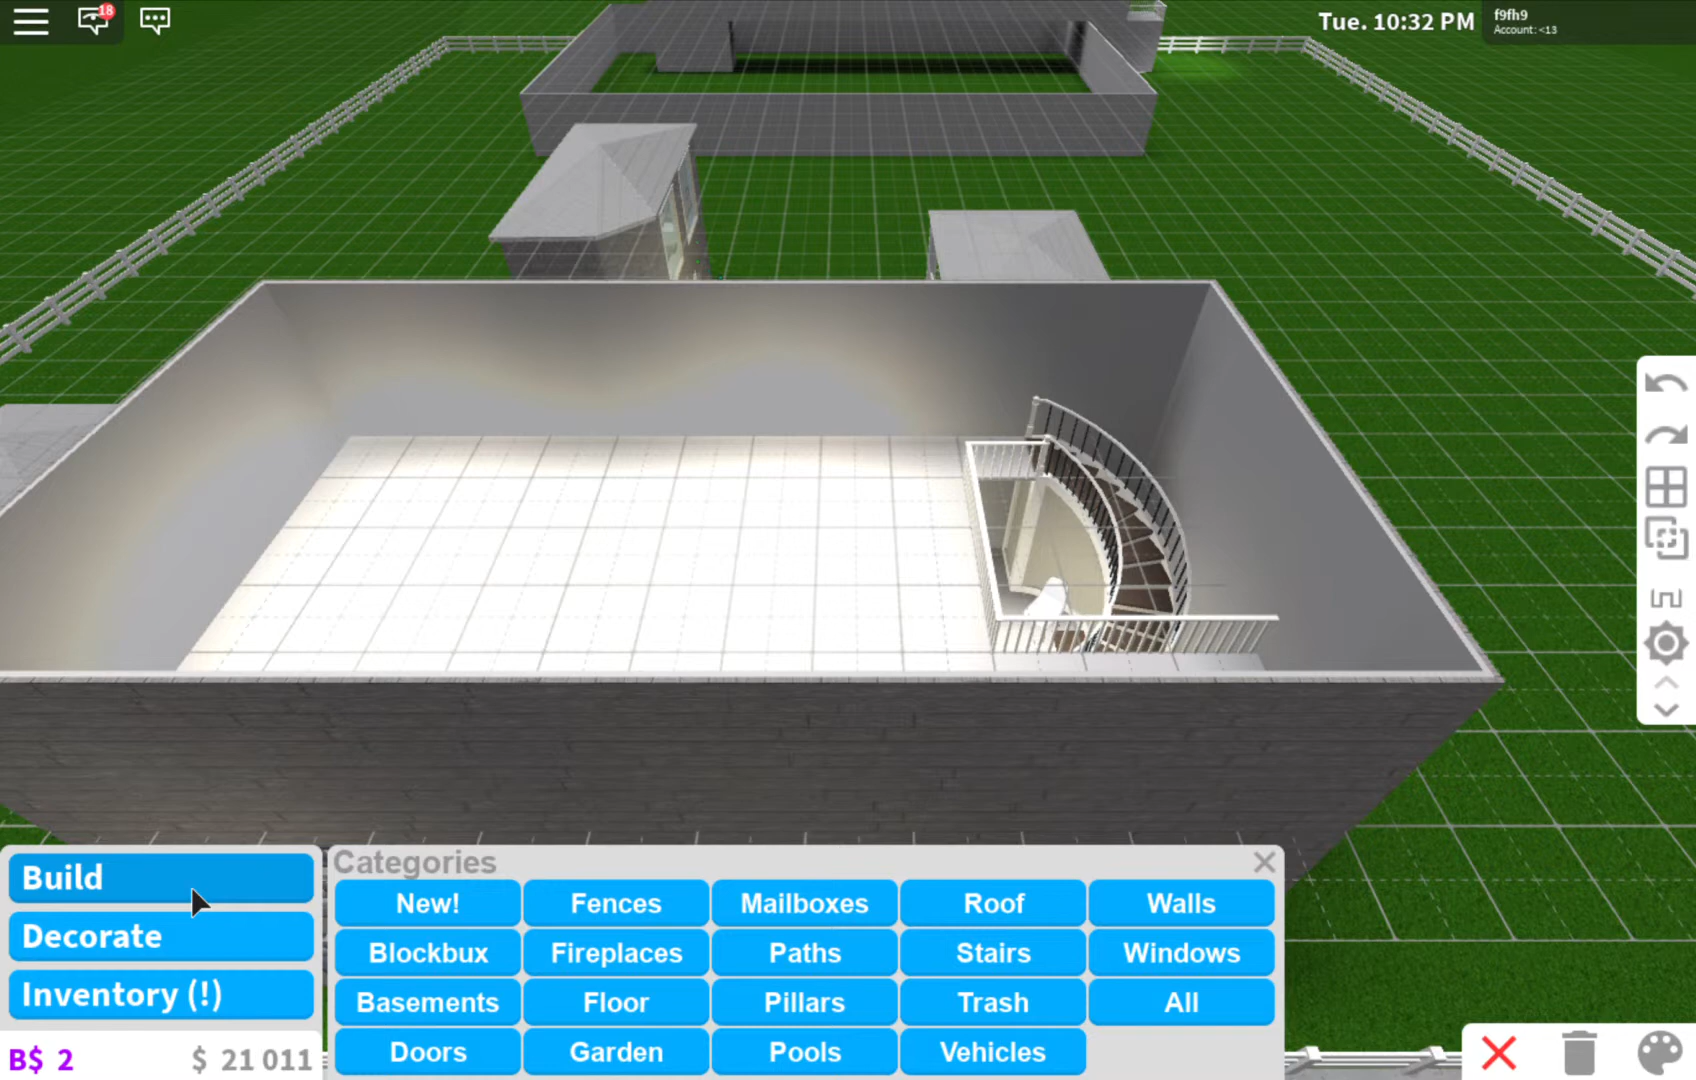 18
Tue. 10:32 PM
f9fh9
Account: <13
Build
Decorate
Inventory (!)
B$ 2
$ 21 011
Categories
New!
Fences
Mailboxes
Roof
Walls
Blockbux
Fireplaces
Paths
Stairs
Windows
Basements
Floor
Pillars
Trash
All
Doors
Garden
Pools
Vehicles